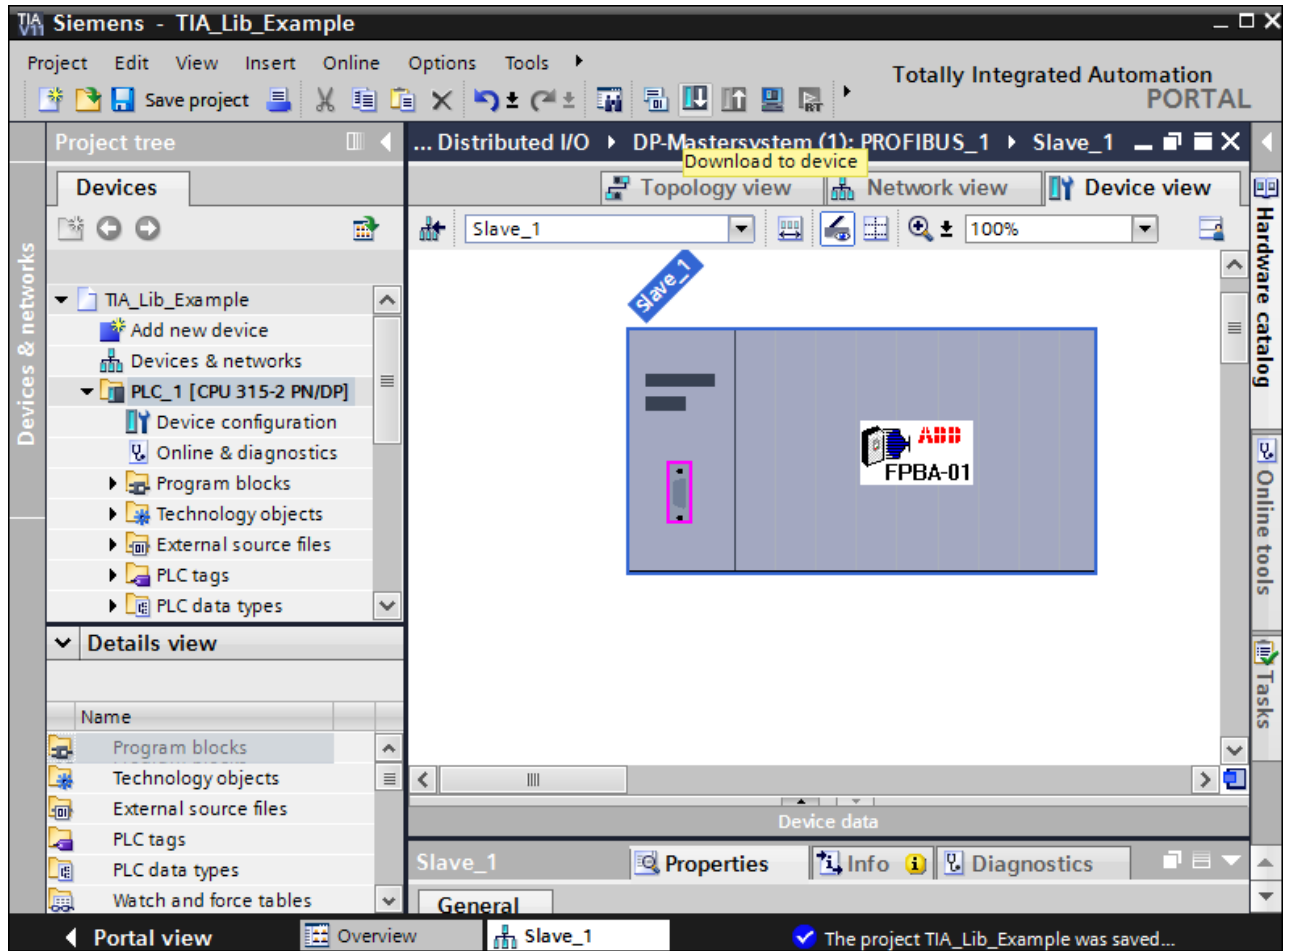 TIA V11 Siemens - TIA_Lib_Example
Project Edit View Insert Online Options Tools
Totally Integrated Automation
PORTAL
Save project
RT
Project tree
... Distributed I/O DP-Mastersystem (1): PROFIBUS_1 Slave_1
Download to device
Devices
Topology view Network view Device view
Slave_1
100%
Devices & networks
Slave_1
TIA_Lib_Example
Add new device
Devices & networks
PLC_1 [CPU 315-2 PN/DP]
Device configuration
Online & diagnostics
Program blocks
Technology objects
External source files
PLC tags
PLC data types
ABB
FPBA-01
Hardware catalog
Online tools
Tasks
Details view
Name
Program blocks
Technology objects
External source files
PLC tags
PLC data types
Watch and force tables
Device data
Slave_1
Properties Info Diagnostics
General
Portal view Overview Slave_1 The project TIA_Lib_Example was saved...